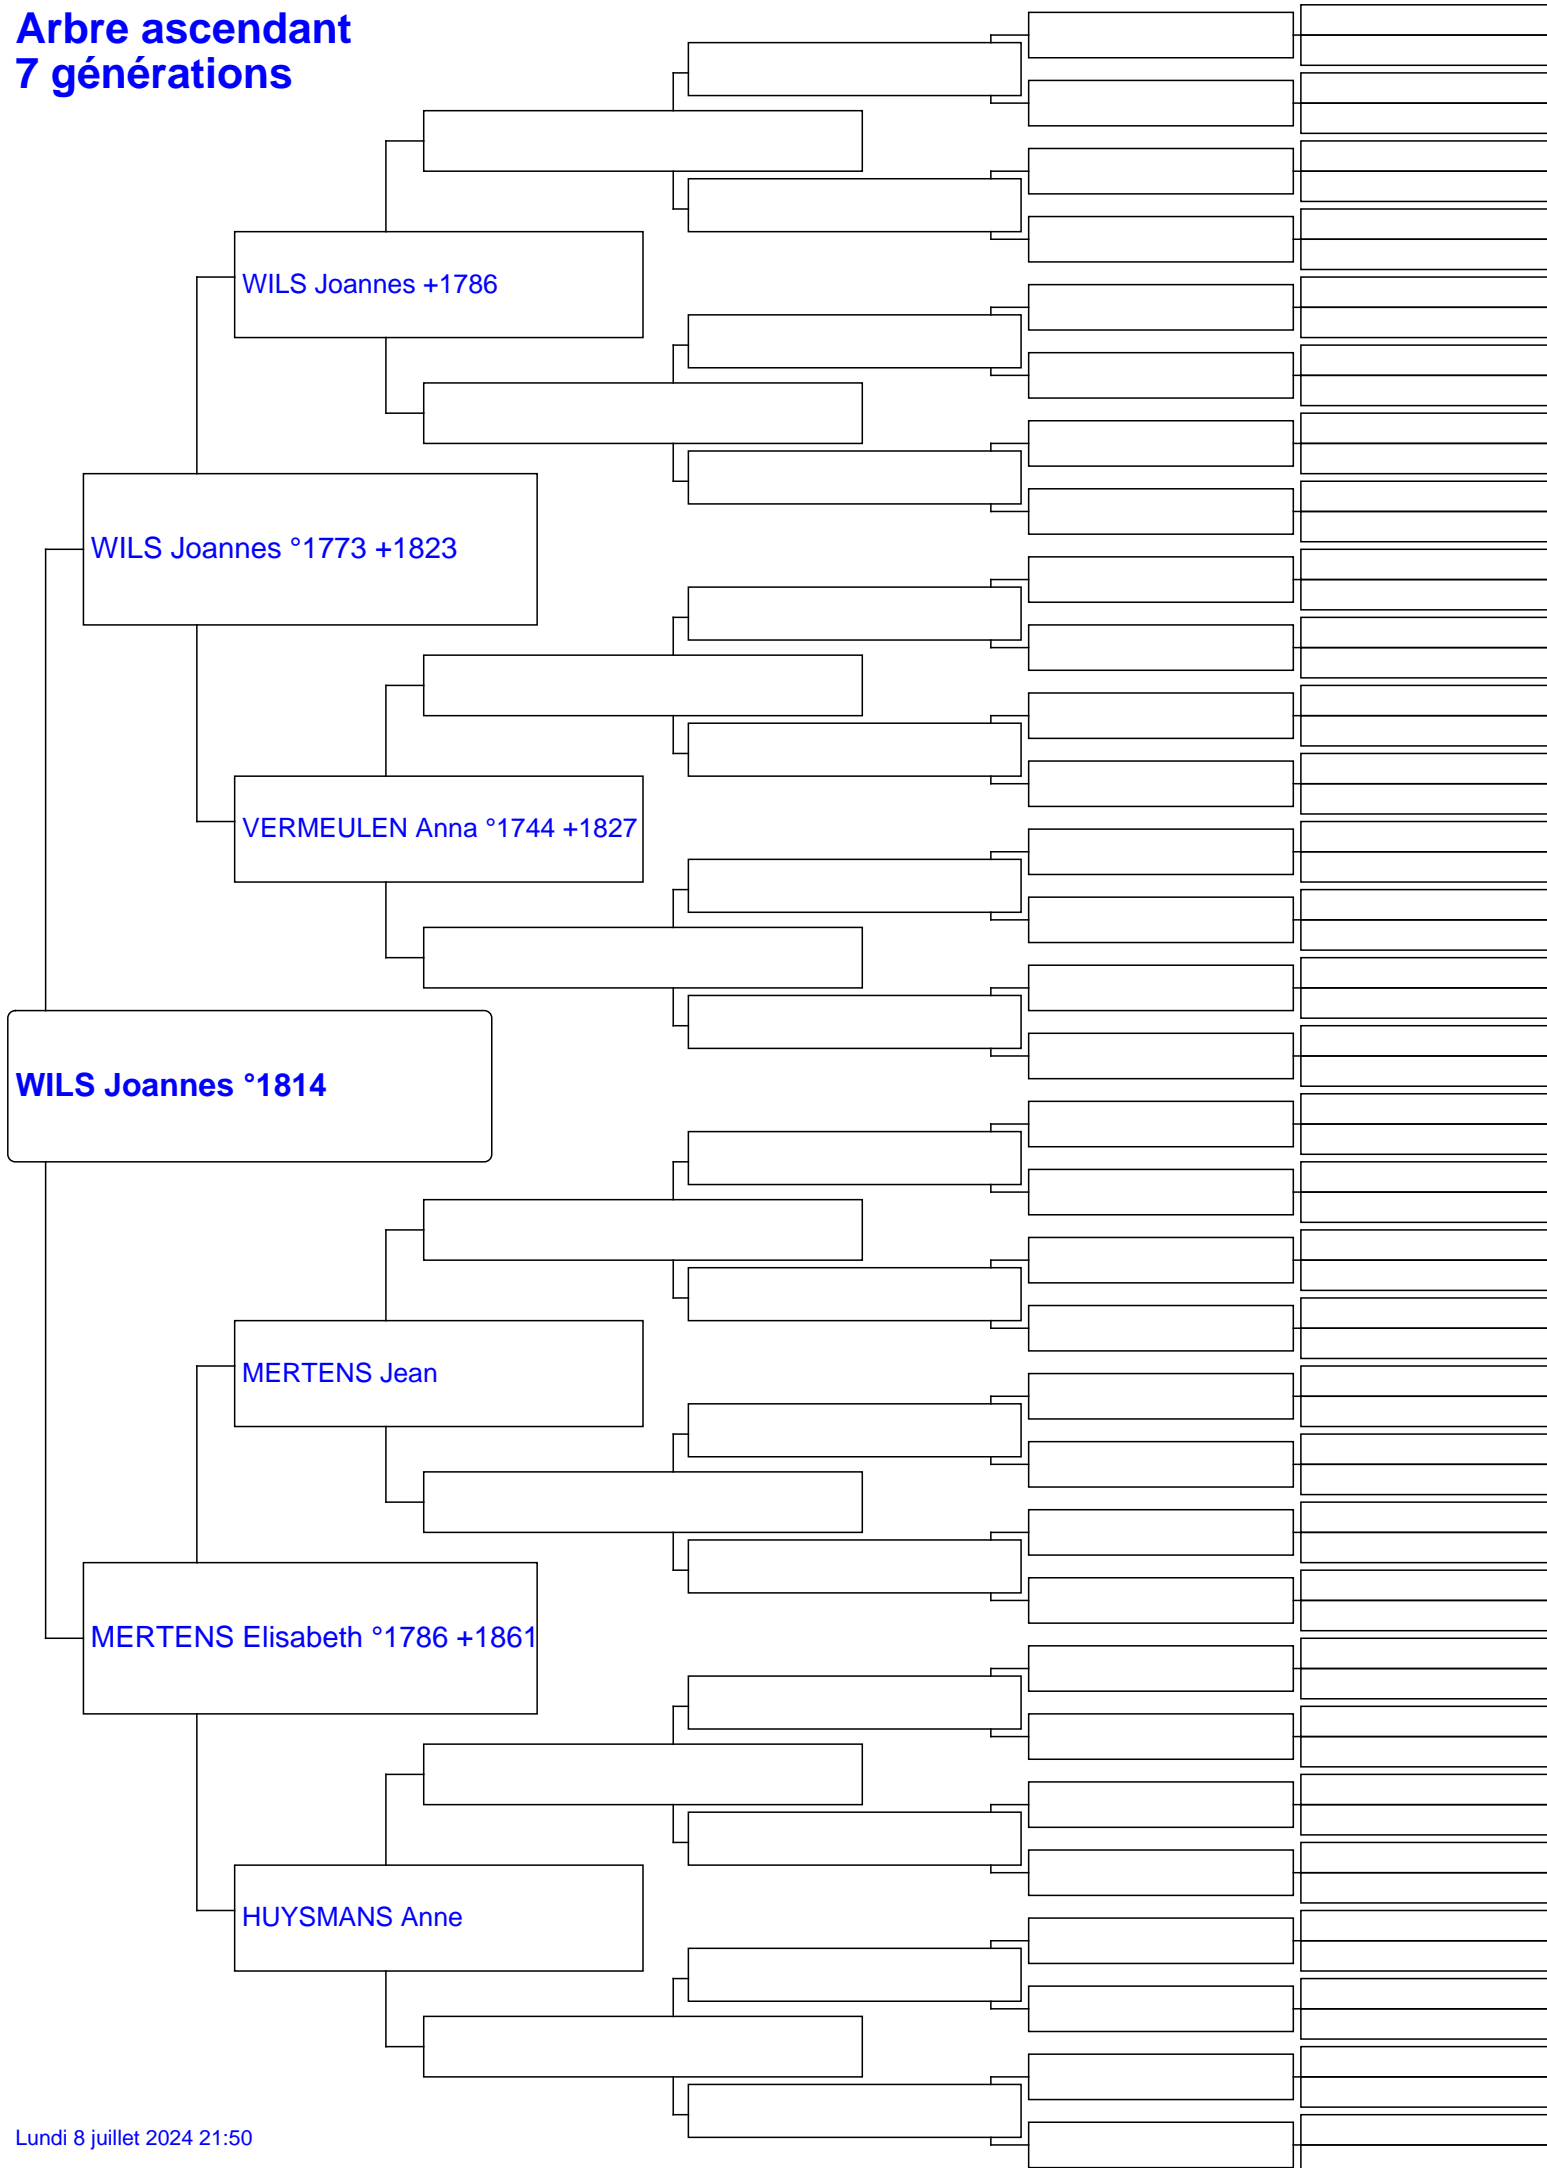 Arbre ascendant
7 générations
WILS Joannes +1786
WILS Joannes °1773 +1823
VERMEULEN Anna °1744 +1827
WILS Joannes °1814
MERTENS Jean
MERTENS Elisabeth °1786 +1861
HUYSMANS Anne
Lundi 8 juillet 2024 21:50